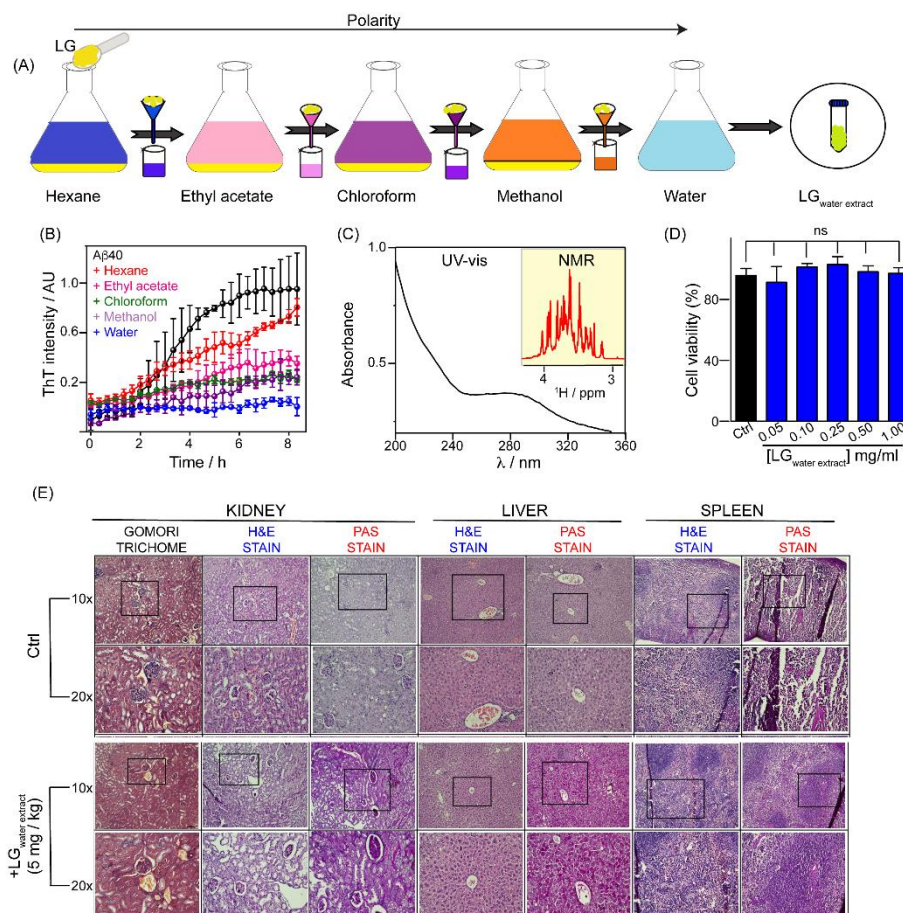 Polarity
LG
(A)
Hexane Ethyl acetate Chloroform Methanol Water LGwater extract
(B)
Aβ40
+ Hexane
+ Ethyl acetate
+ Chloroform
+ Methanol
+ Water
ThT intensity / AU
1.0
0.6
0.2
0 2 4 6 8
Time / h
(C)
UV-vis
NMR
4 3
¹H / ppm
Absorbance
1.0
0.5
200 240 280 320 360
λ / nm
(D)
ns
Cell viability (%)
80
40
0
Ctrl 0.05 0.10 0.25 0.50 1.00
[LGwater extract] mg/ml
(E)
KIDNEY LIVER SPLEEN
GOMORI TRICHOME
H&E STAIN
PAS STAIN
H&E STAIN
PAS STAIN
H&E STAIN
PAS STAIN
Ctrl
10x
20x
+LGwater extract
(5 mg / kg)
10x
20x